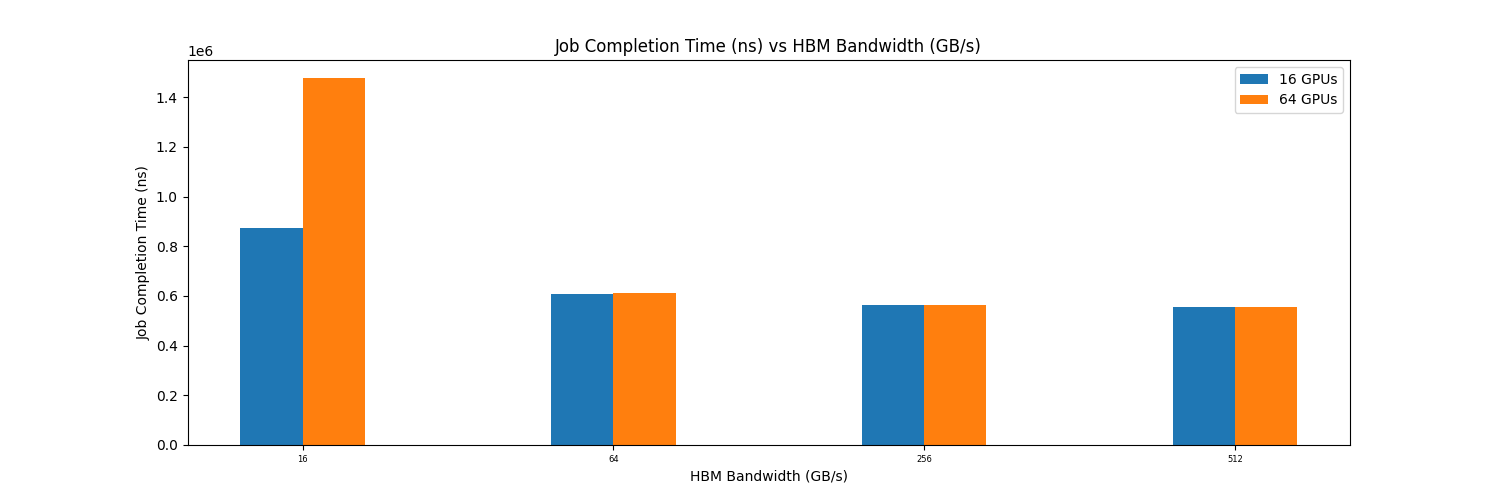 Job Completion Time (ns) vs HBM Bandwidth (GB/s)
1e6
16 GPUs
64 GPUs
Job Completion Time (ns)
1.4
1.2
1.0
0.8
0.6
0.4
0.2
0.0
16 64 256 512
HBM Bandwidth (GB/s)